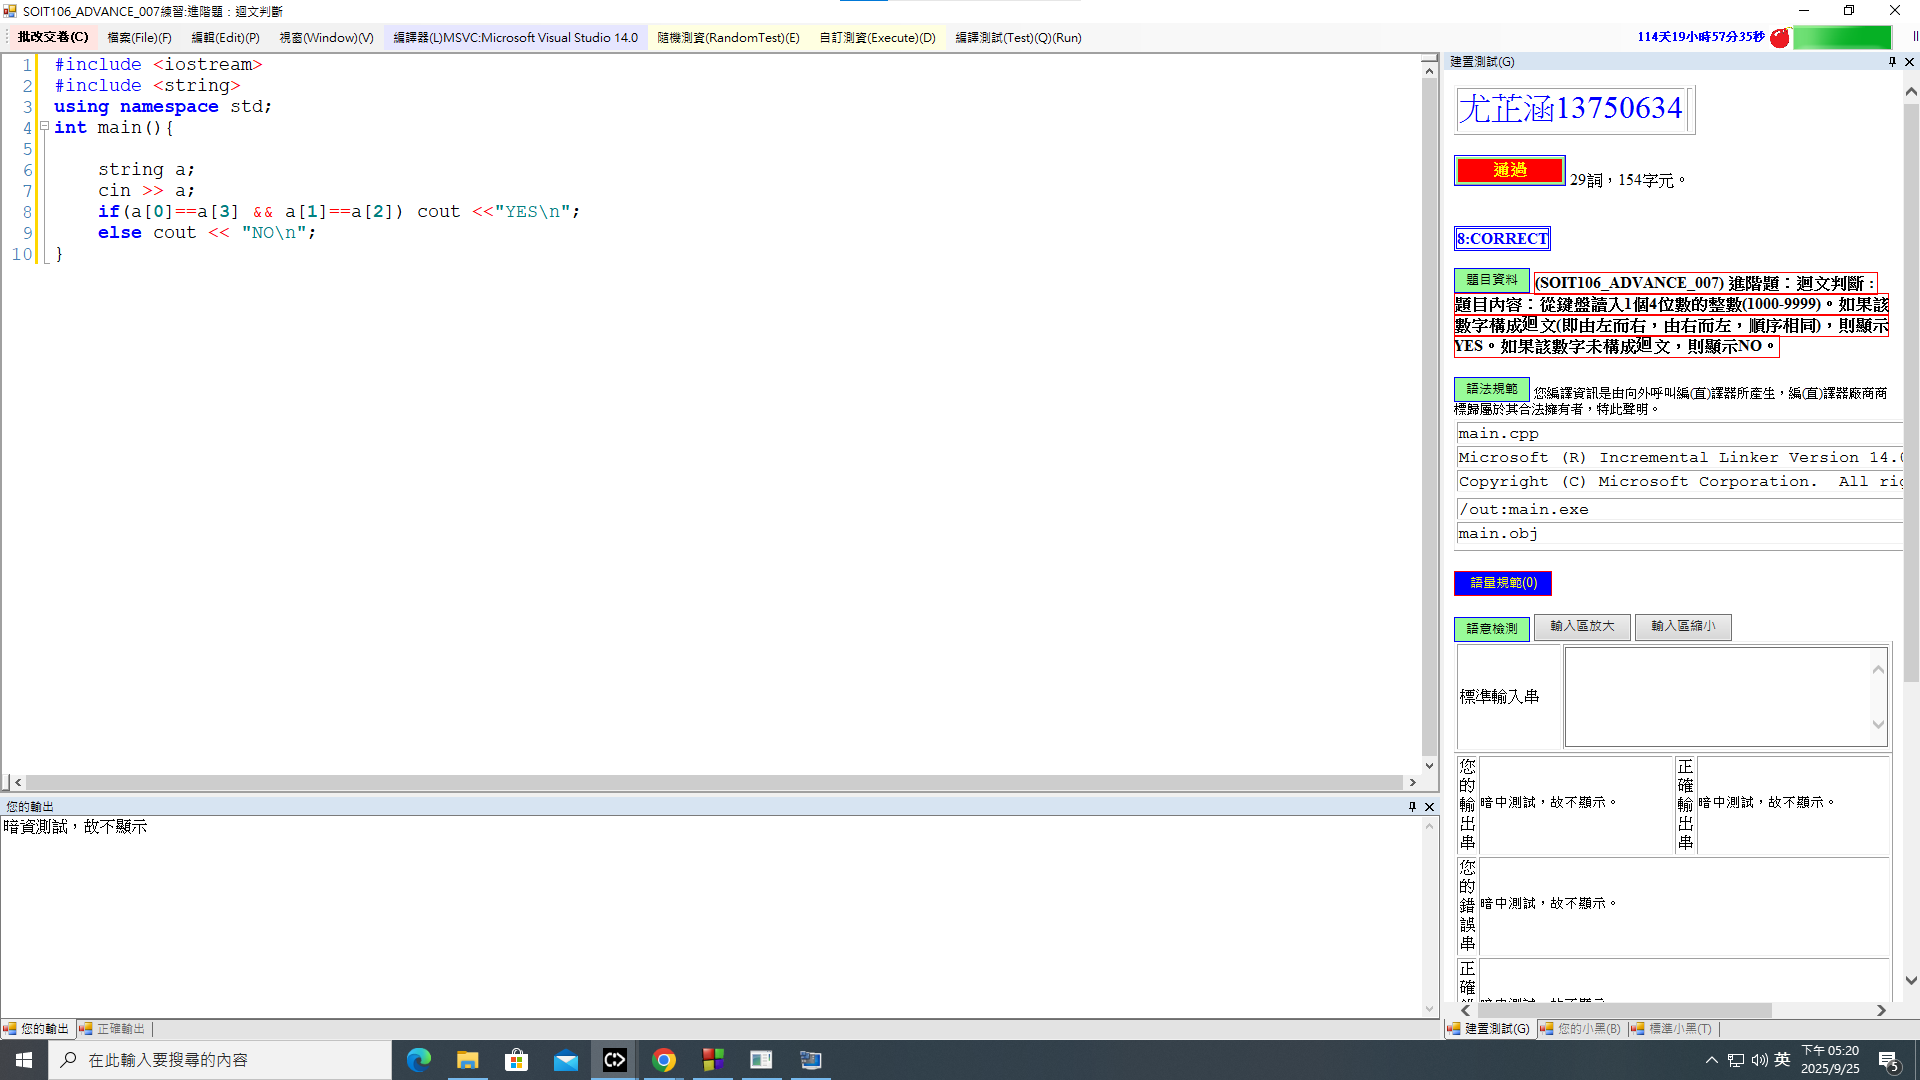 SOIT106_ADVANCE_007練習:進階題：迴文判斷
批改交卷(C) 檔案(File)(F) 編輯(Edit)(P) 視窗(Window)(V) 編譯器(L)MSVC:Microsoft Visual Studio 14.0 隨機測資(RandomTest)(E) 自訂測資(Execute)(D) 編譯測試(Test)(Q)(Run) 114天19小時57分35秒
1 #include <iostream>
2 #include <string>
3 using namespace std;
4 int main(){
5
6 string a;
7 cin >> a;
8 if(a[0]==a[3] && a[1]==a[2]) cout <<"YES\n";
9 else cout << "NO\n";
10 }
您的輸出
暗資測試，故不顯示
您的輸出 正確輸出
建置測試(G)
尤芷涵13750634
通過 29詞，154字元。
8:CORRECT
題目資料 (SOIT106_ADVANCE_007) 進階題：迴文判斷：
題目內容：從鍵盤讀入1個4位數的整數(1000-9999)。如果該
數字構成迴文(即由左而右，由右而左，順序相同)，則顯示
YES。如果該數字未構成迴文，則顯示NO。
語法規範 您編譯資訊是由向外呼叫編(直)譯器所產生，編(直)譯器廠商商
標歸屬於其合法擁有者，特此聲明。
main.cpp
Microsoft (R) Incremental Linker Version 14.0
Copyright (C) Microsoft Corporation.  All rig
/out:main.exe
main.obj
語量規範(0)
語意檢測 輸入區放大 輸入區縮小
標準輸入串
您的輸出串 暗中測試，故不顯示。 正確輸出串 暗中測試，故不顯示。
您的錯誤串 暗中測試，故不顯示。
正確
建置測試(G) 您的小黑(B) 標準小黑(T)
在此輸入要搜尋的內容
英
下午 05:20
2025/9/25
5